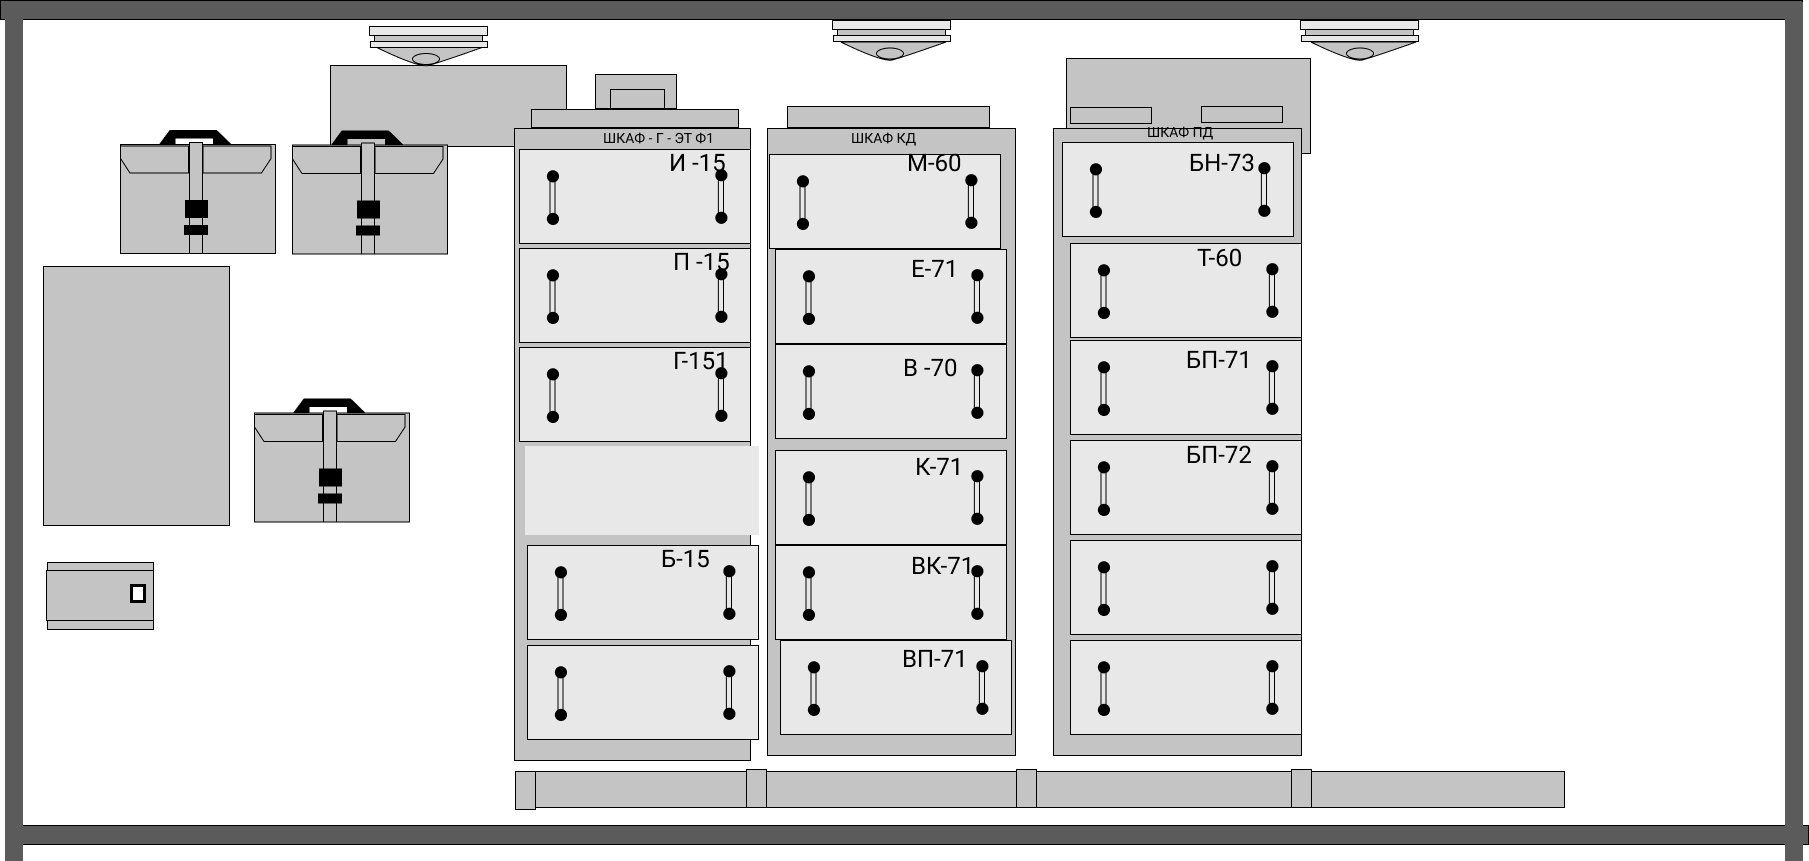 ШКАФ - Г - ЭТ Ф1
И -15
П -15
Г-151
Б-15
ШКАФ КД
М-60
Е-71
В -70
К-71
ВК-71
ВП-71
ШКАФ ПД
БН-73
Т-60
БП-71
БП-72